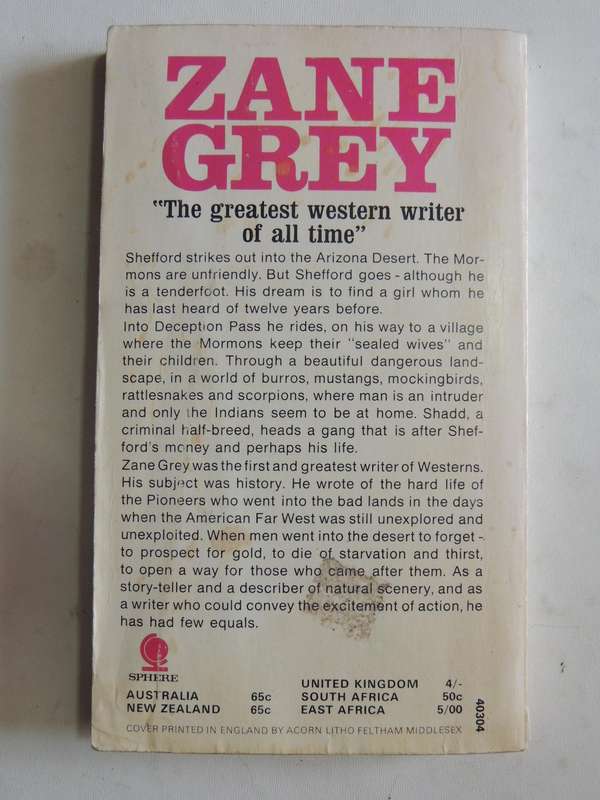 ZANE
GREY
"The greatest western writer
of all time"
Shefford strikes out into the Arizona Desert. The Mor-
mons are unfriendly. But Shefford goes - although he
is a tenderfoot. His dream is to find a girl whom he
has last heard of twelve years before.
Into Deception Pass he rides, on his way to a village
where the Mormons keep their "sealed wives" and
their children. Through a beautiful dangerous land-
scape, in a world of burros, mustangs, mockingbirds,
rattlesnakes and scorpions, where man is an intruder
and only the Indians seem to be at home. Shadd, a
criminal half-breed, heads a gang that is after Shef-
ford's money and perhaps his life.
Zane Grey was the first and greatest writer of Westerns.
His subject was history. He wrote of the hard life of
the Pioneers who went into the bad lands in the days
when the American Far West was still unexplored and
unexploited. When men went into the desert to forget -
to prospect for gold, to die of starvation and thirst,
to open a way for those who came after them. As a
story-teller and a describer of natural scenery, and as
a writer who could convey the excitement of action, he
has had few equals.
SPHERE
UNITED KINGDOM 4/-
AUSTRALIA 65c SOUTH AFRICA 50c
NEW ZEALAND 65c EAST AFRICA 5/00
40304
COVER PRINTED IN ENGLAND BY ACORN LITHO FELTHAM MIDDLESEX